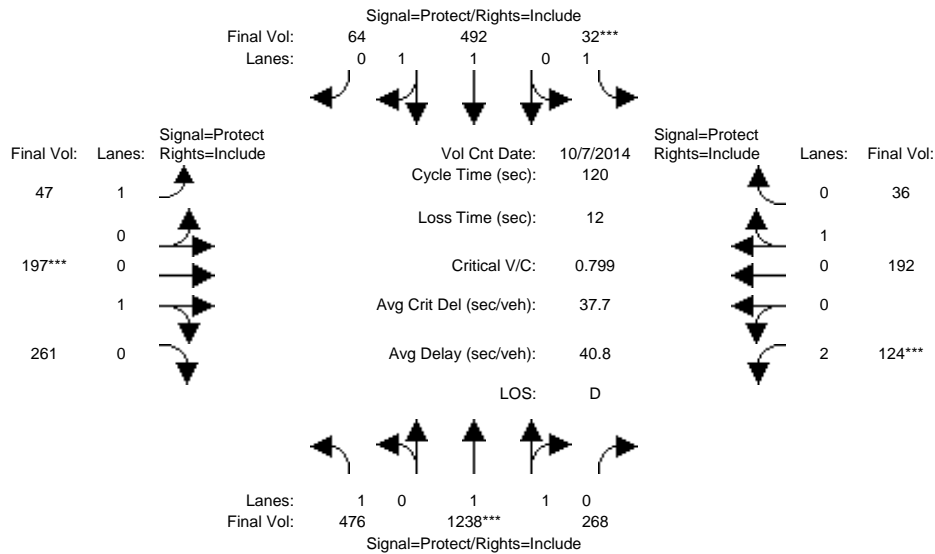 Signal=Protect/Rights=Include
Final Vol: 64 492 32***
Lanes: 0 1 1 0 1
Signal=Protect Signal=Protect
Final Vol: Lanes: Rights=Include Vol Cnt Date: 10/7/2014 Rights=Include Lanes: Final Vol:
Cycle Time (sec): 120
47 1 0 36
Loss Time (sec): 12
0 1
197*** 0 Critical V/C: 0.799 0 192
1 Avg Crit Del (sec/veh): 37.7 0
261 0 Avg Delay (sec/veh): 40.8 2 124***
LOS: D
Lanes: 1 0 1 1 0
Final Vol: 476 1238*** 268
Signal=Protect/Rights=Include